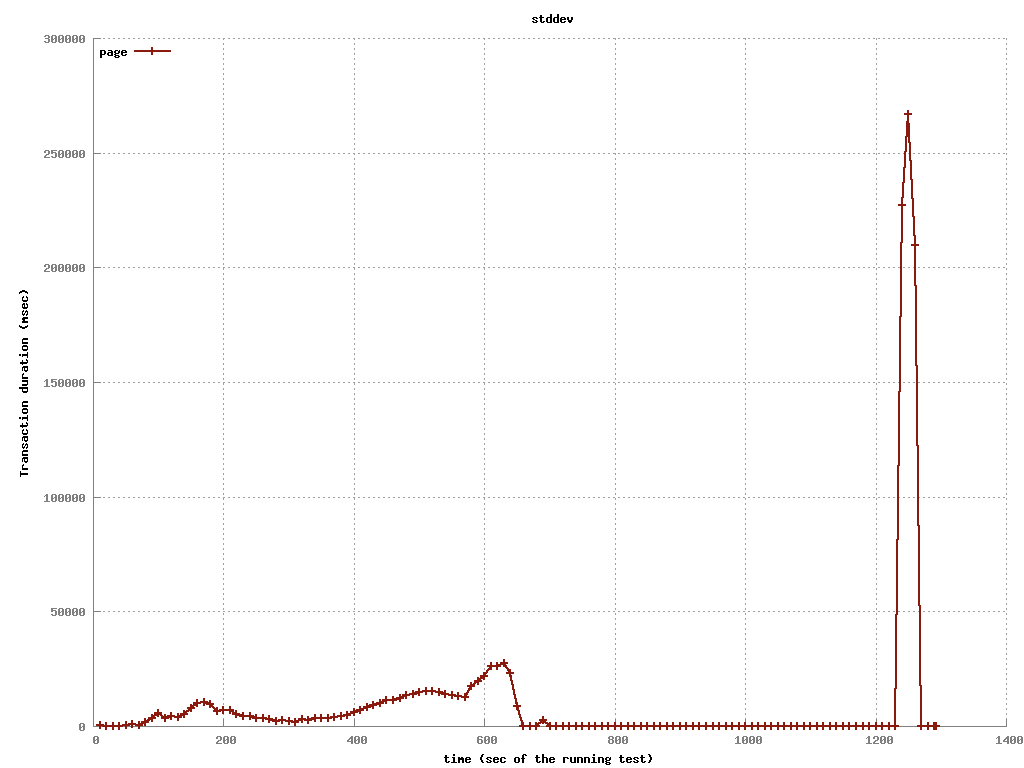 stddev
page
300000
250000
200000
150000
100000
50000
0
Transaction duration (msec)
0 200 400 600 800 1000 1200 1400
time (sec of the running test)